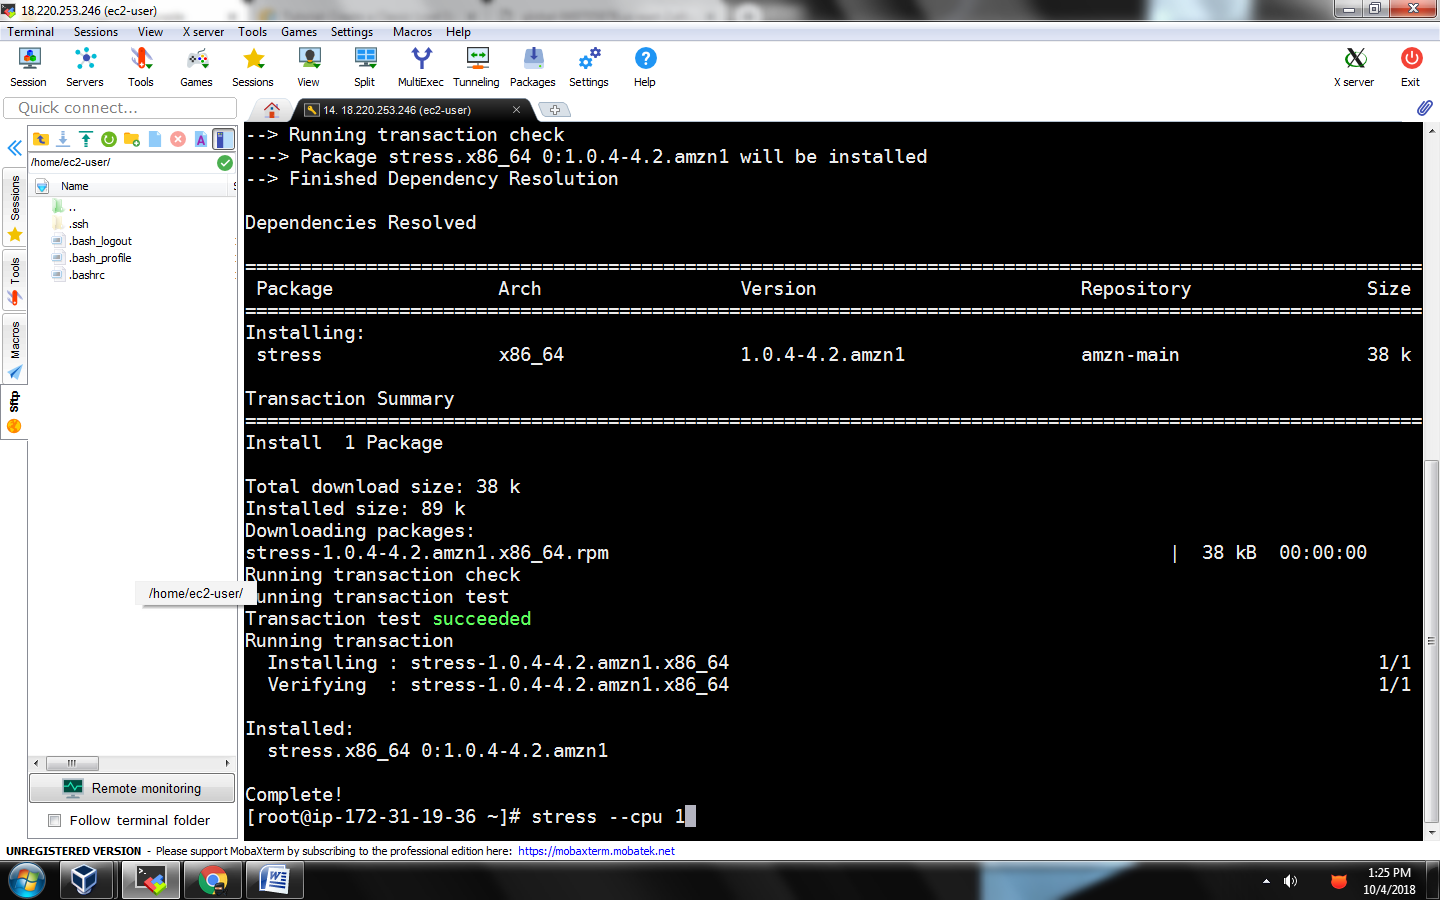 18.220.253.246 (ec2-user)
Terminal Sessions View X server Tools Games Settings Macros Help
Session Servers Tools Games Sessions View Split MultiExec Tunneling Packages Settings Help X server Exit
Quick connect...
14. 18.220.253.246 (ec2-user)
/home/ec2-user/
Name
..
.ssh
.bash_logout
.bash_profile
.bashrc
Sessions
Tools
Macros
Sftp
/home/ec2-user/
Remote monitoring
Follow terminal folder
--> Running transaction check
---> Package stress.x86_64 0:1.0.4-4.2.amzn1 will be installed
--> Finished Dependency Resolution
Dependencies Resolved
================================================================================
Package Arch Version Repository Size
================================================================================
Installing:
stress x86_64 1.0.4-4.2.amzn1 amzn-main 38 k
Transaction Summary
================================================================================
Install 1 Package
Total download size: 38 k
Installed size: 89 k
Downloading packages:
stress-1.0.4-4.2.amzn1.x86_64.rpm | 38 kB 00:00:00
Running transaction check
unning transaction test
Transaction test succeeded
Running transaction
Installing : stress-1.0.4-4.2.amzn1.x86_64 1/1
Verifying : stress-1.0.4-4.2.amzn1.x86_64 1/1
Installed:
stress.x86_64 0:1.0.4-4.2.amzn1
Complete!
[root@ip-172-31-19-36 ~]# stress --cpu 1
UNREGISTERED VERSION - Please support MobaXterm by subscribing to the professional edition here: https://mobaxterm.mobatek.net
1:25 PM
10/4/2018